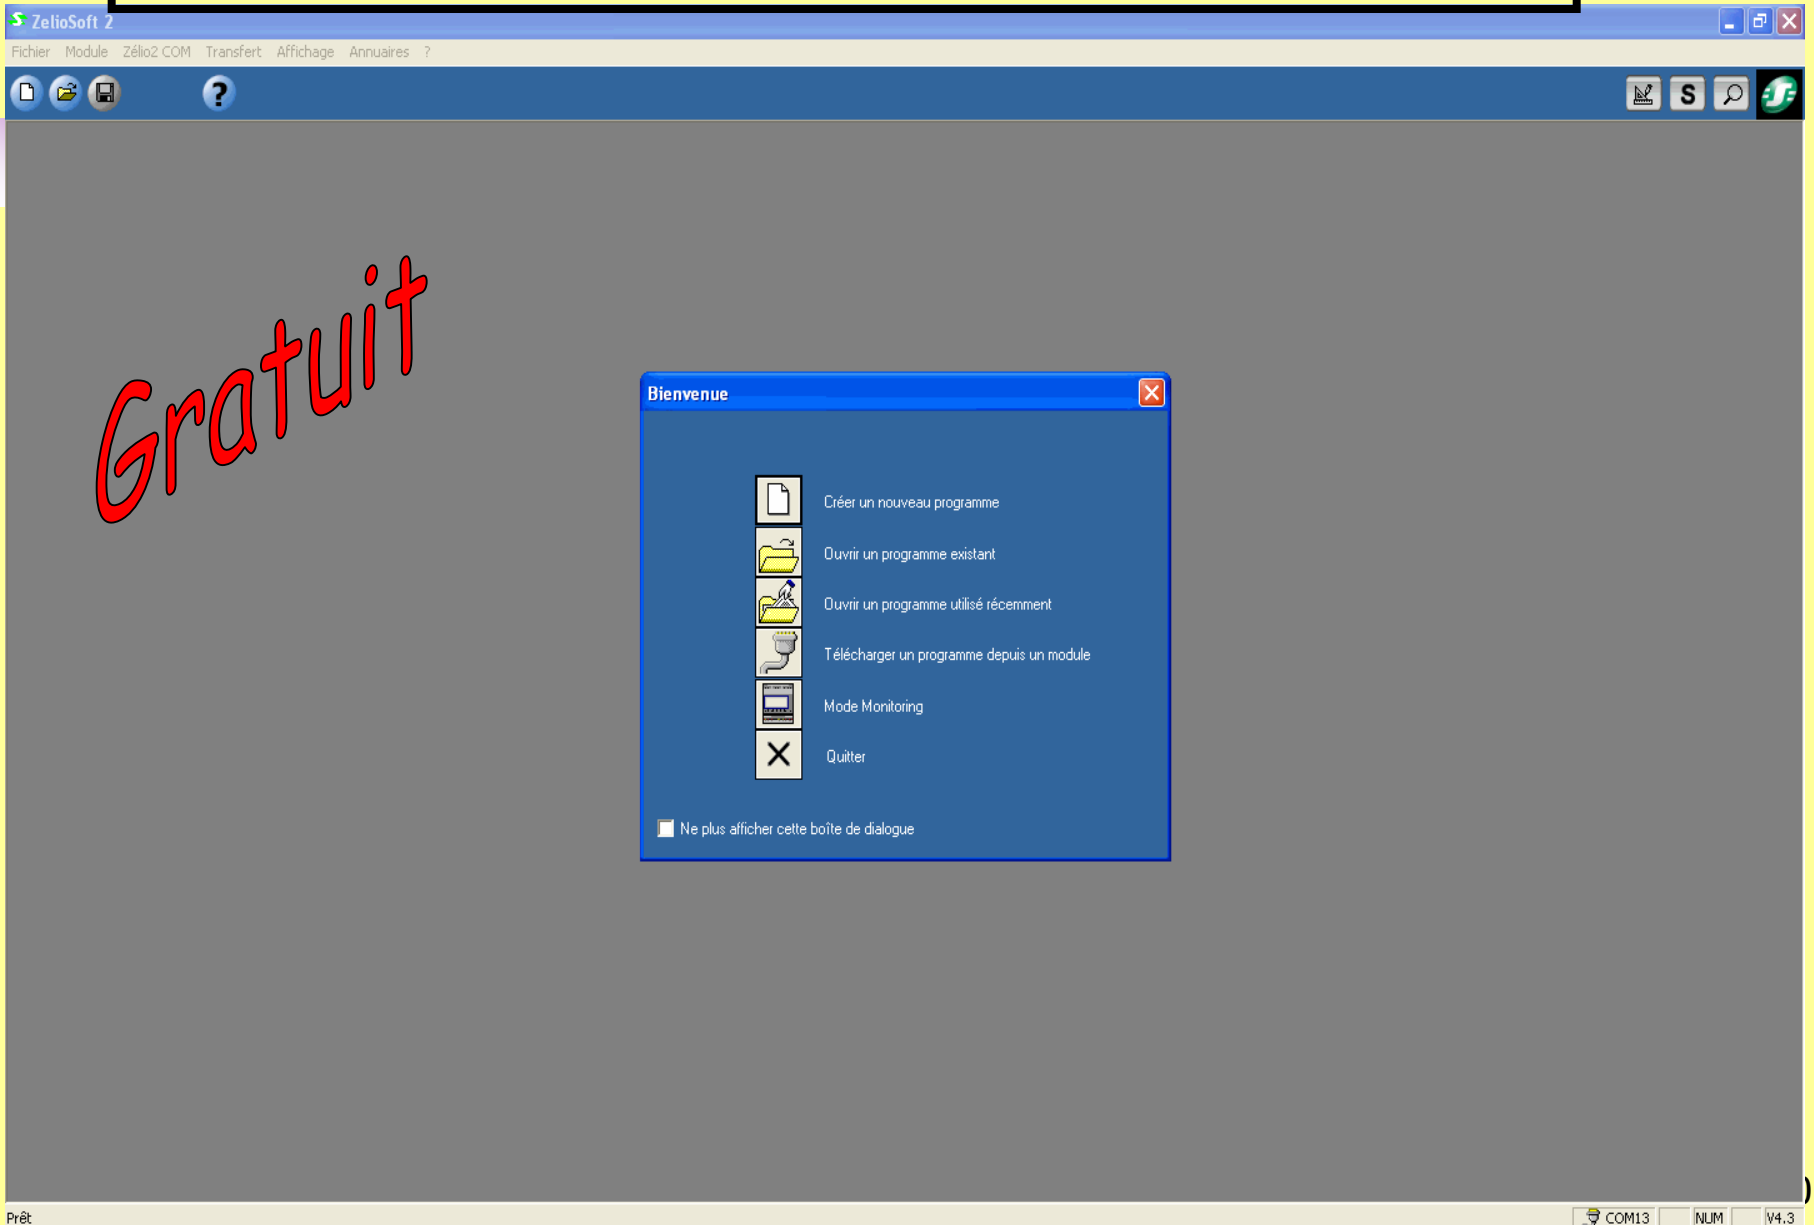 ZelioSoft 2
Fichier Module Zélio2 COM Transfert Affichage Annuaires ?
?
S
Gratuit
Bienvenue
Créer un nouveau programme
Ouvrir un programme existant
Ouvrir un programme utilisé récemment
Télécharger un programme depuis un module
Mode Monitoring
Quitter
Ne plus afficher cette boîte de dialogue
Prêt
COM13 NUM V4.3